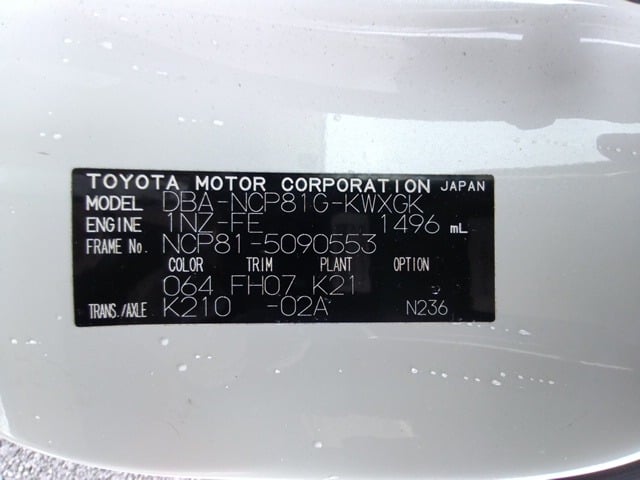 TOYOTA MOTOR CORPORATION JAPAN
MODEL DBA-NCP81G-KWXGK
ENGINE 1NZ-FE 1496 mL
FRAME No. NCP81-5090553
COLOR TRIM PLANT OPTION
064 FH07 K21
TRANS./AXLE K210 -02A N236